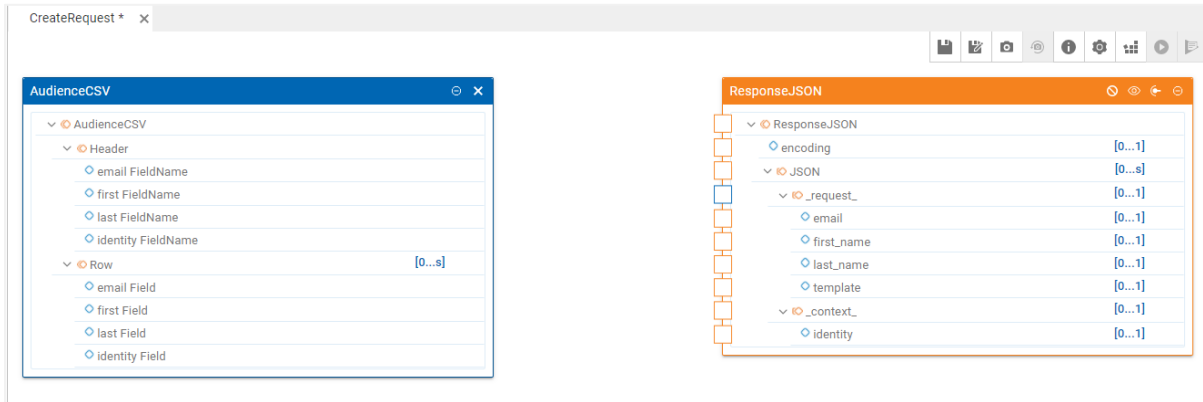 CreateRequest *
AudienceCSV
AudienceCSV
Header
email FieldName
first FieldName
last FieldName
identity FieldName
Row [0...s]
email Field
first Field
last Field
identity Field
ResponseJSON
ResponseJSON
encoding [0...1]
JSON [0...s]
_request_ [0...1]
email [0...1]
first_name [0...1]
last_name [0...1]
template [0...1]
_context_ [0...1]
identity [0...1]